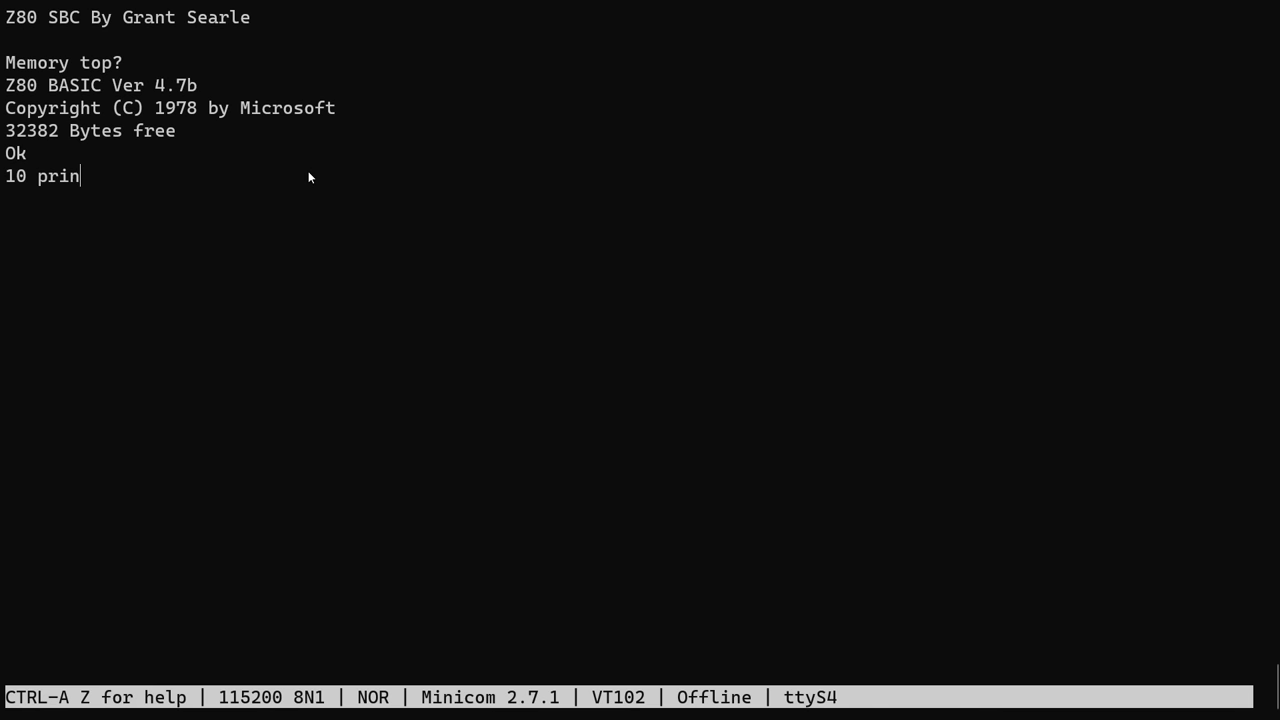 Z80 SBC By Grant Searle
Memory top?
Z80 BASIC Ver 4.7b
Copyright (C) 1978 by Microsoft
32382 Bytes free
Ok
10 prin
CTRL-A Z for help | 115200 8N1 | NOR | Minicom 2.7.1 | VT102 | Offline | ttyS4